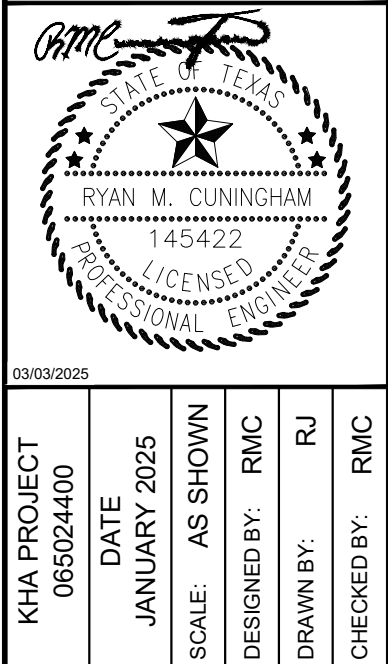 RMC
STATE OF TEXAS
RYAN M. CUNINGHAM
145422
LICENSED
PROFESSIONAL ENGINEER
03/03/2025
KHA PROJECT
065024400
DATE
JANUARY 2025
SCALE: AS SHOWN
DESIGNED BY: RMC
DRAWN BY: RJ
CHECKED BY: RMC